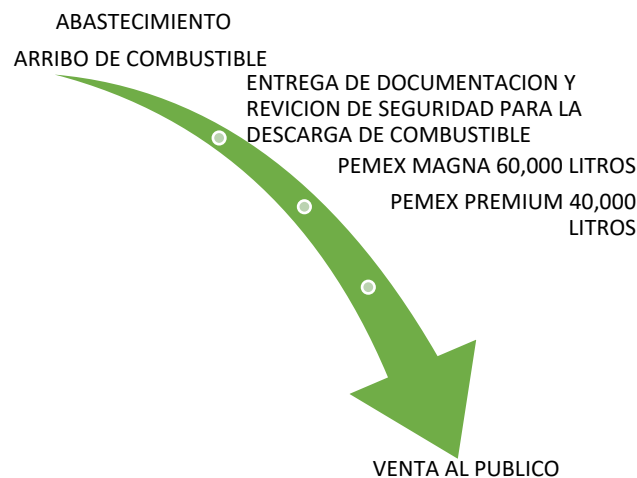 ABASTECIMIENTO
ARRIBO DE COMBUSTIBLE
ENTREGA DE DOCUMENTACION Y
REVICION DE SEGURIDAD PARA LA
DESCARGA DE COMBUSTIBLE
PEMEX MAGNA 60,000 LITROS
PEMEX PREMIUM 40,000
LITROS
VENTA AL PUBLICO